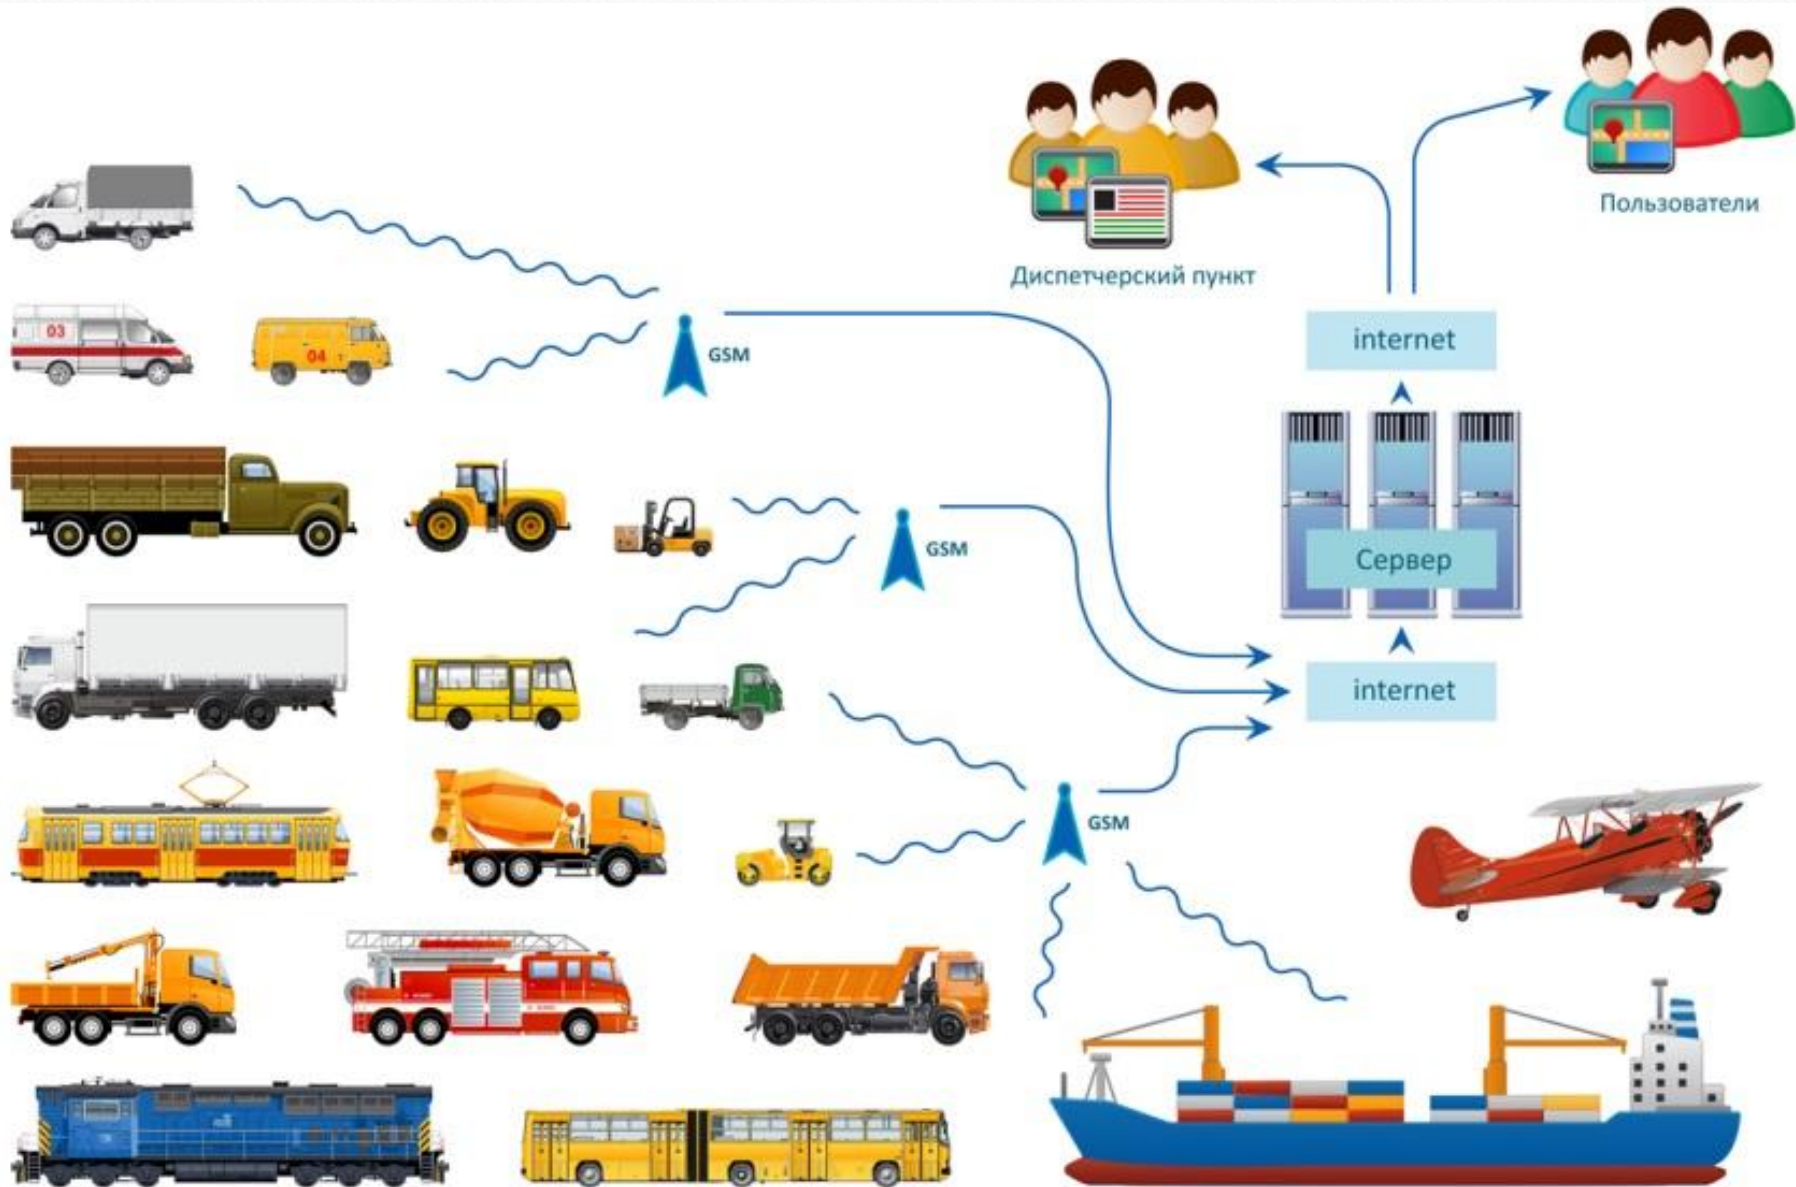 Пользователи
Диспетчерский пункт
internet
03
04
GSM
GSM
Сервер
internet
GSM